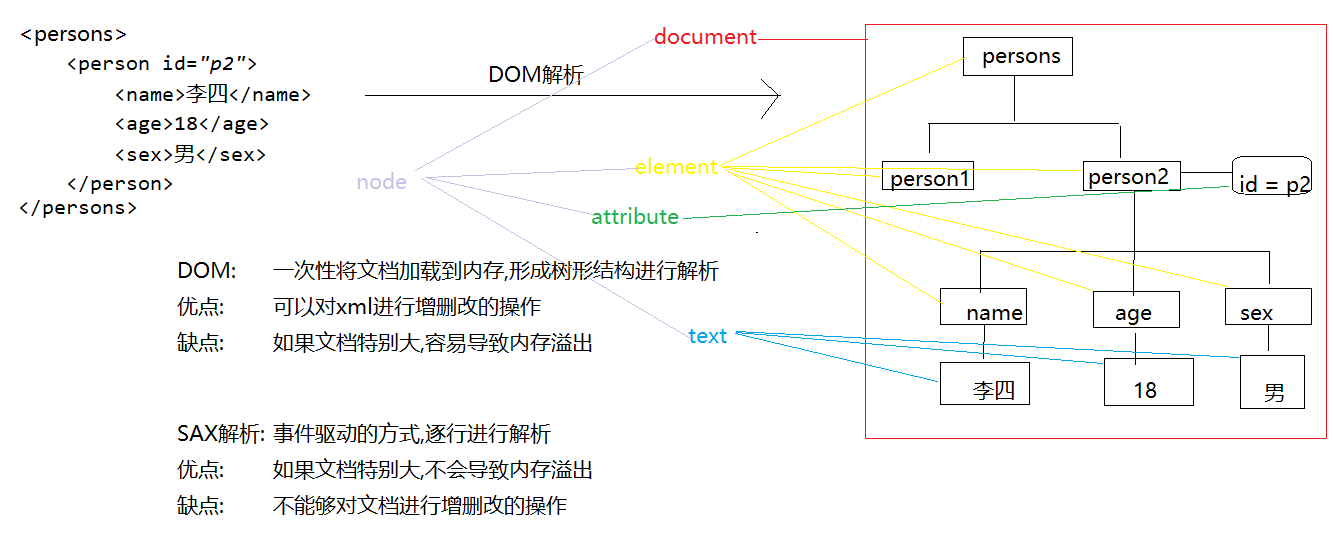 <persons>
<person id="p2">
<name>李四</name>
<age>18</age>
<sex>男</sex>
</person>
</persons>
DOM解析
node
document
element
attribute
text
persons
person1
person2
id = p2
name
age
sex
李四
18
男
DOM: 一次性将文档加载到内存,形成树形结构进行解析
优点: 可以对xml进行增删改的操作
缺点: 如果文档特别大,容易导致内存溢出
SAX解析: 事件驱动的方式,逐行进行解析
优点: 如果文档特别大,不会导致内存溢出
缺点: 不能够对文档进行增删改的操作